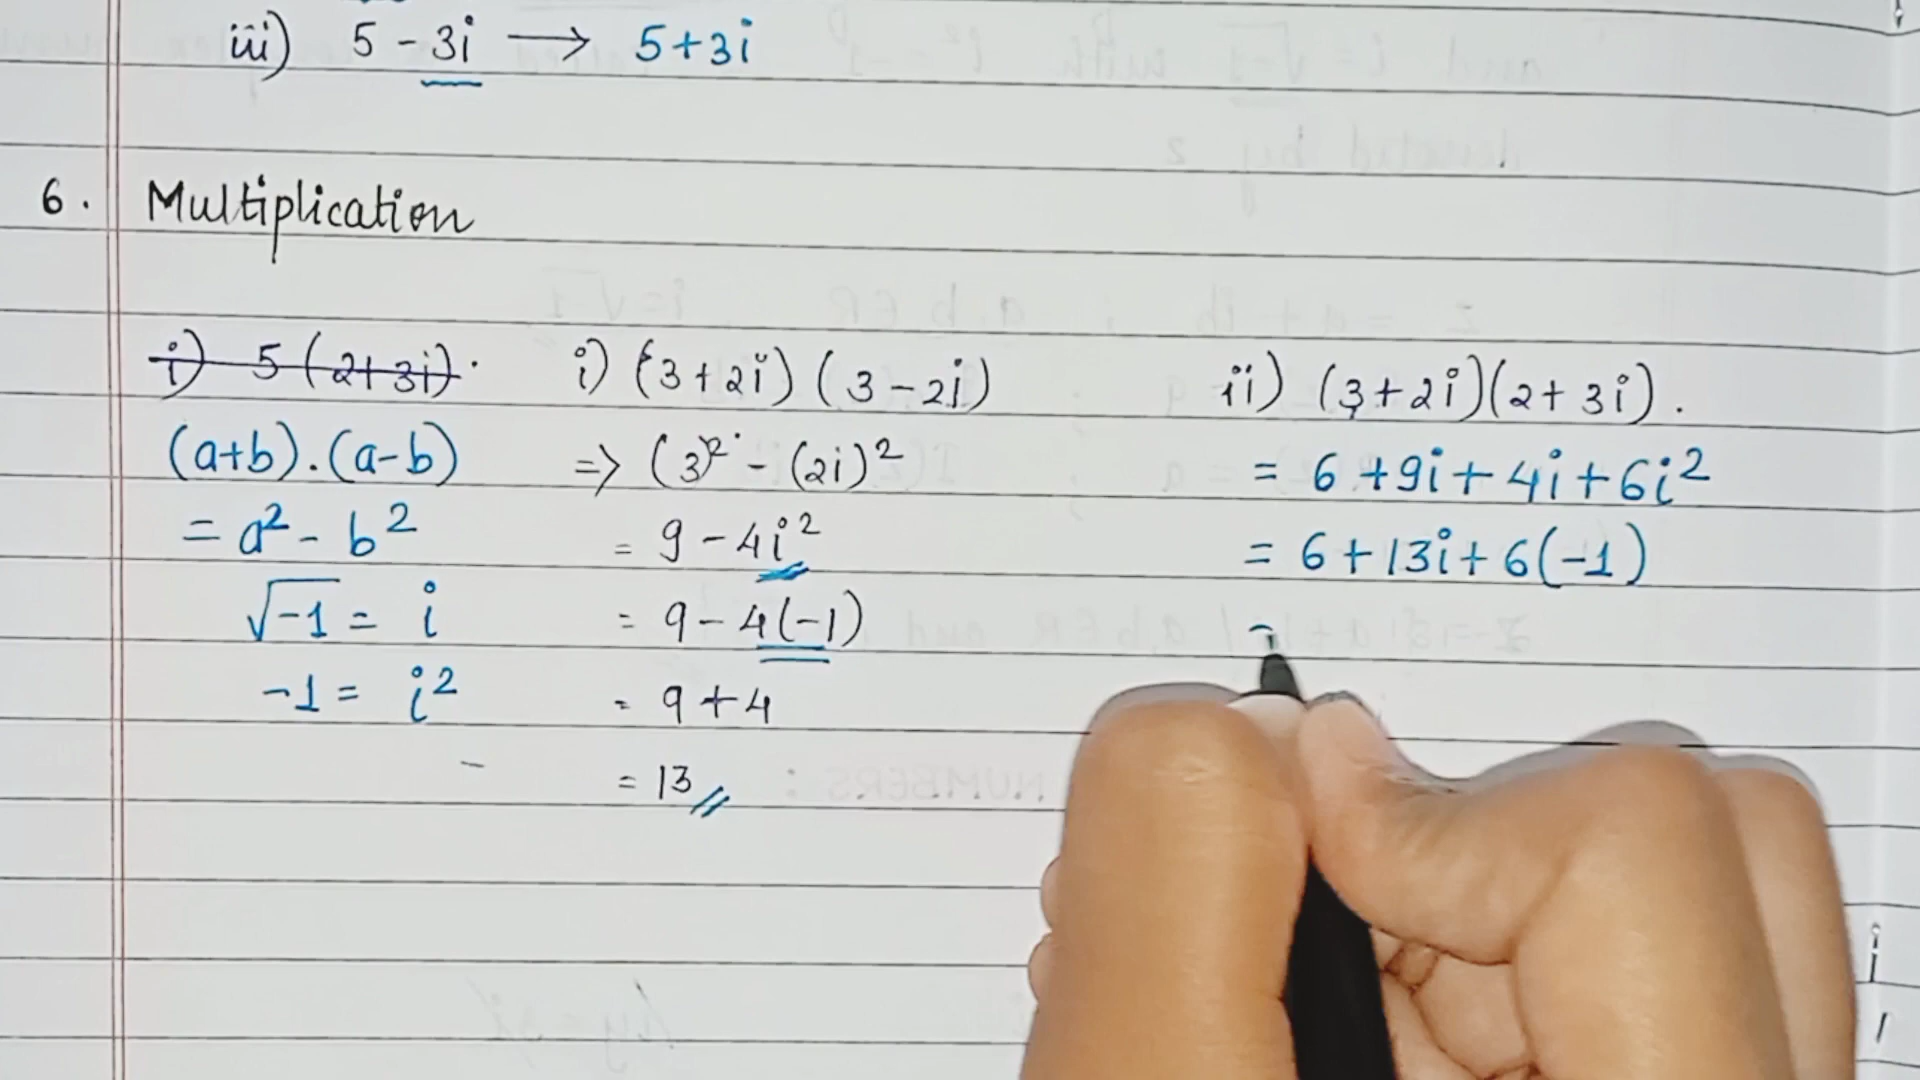 iii) 5 - 3i → 5+3i
6. Multiplication
i) 5 (2+3i).
(a+b).(a-b)
= a² - b²
√-1 = i
-1 = i²
i) (3+2i) (3-2i)
=> (3)² - (2i)²
= 9 - 4i²
= 9 - 4(-1)
= 9+4
= 13
ii) (3+2i)(2+3i).
= 6+9i+4i+6i²
= 6+13i+6(-1)